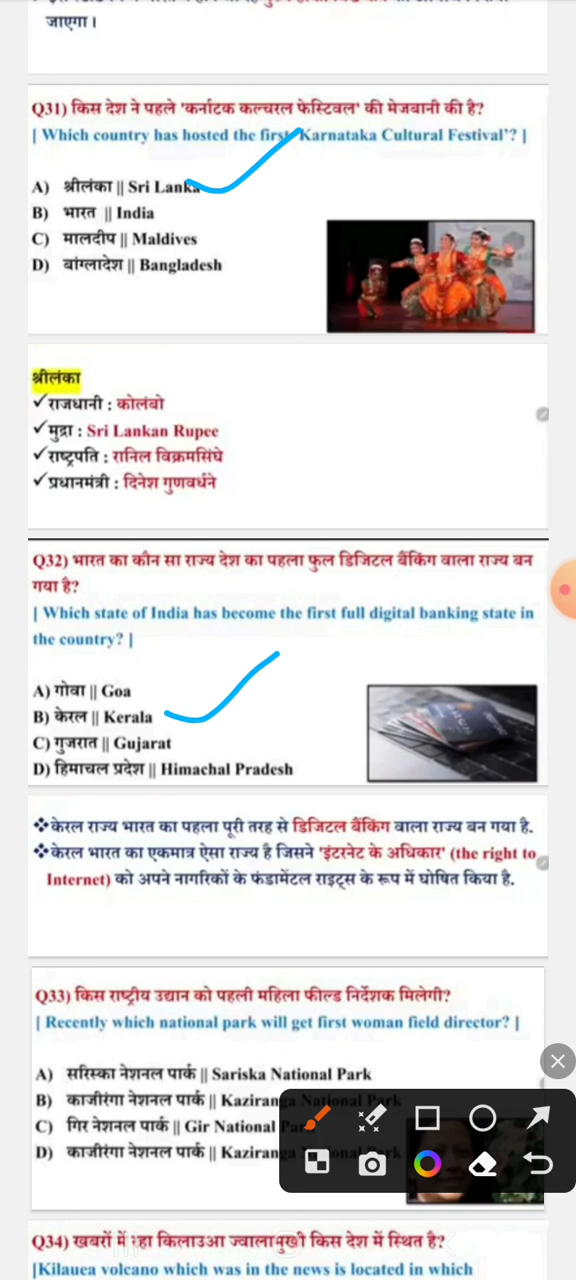 जाएगा।
Q31) किस देश ने पहले 'कर्नाटक कल्चरल फेस्टिवल' की मेजबानी की है?
| Which country has hosted the first 'Karnataka Cultural Festival'? |
A) श्रीलंका || Sri Lanka
B) भारत || India
C) मालदीप || Maldives
D) बांग्लादेश || Bangladesh
श्रीलंका
✓राजधानी : कोलंबो
✓मुद्रा : Sri Lankan Rupee
✓राष्ट्रपति : रानिल विक्रमसिंघे
✓प्रधानमंत्री : दिनेश गुणवर्धने
Q32) भारत का कौन सा राज्य देश का पहला फुल डिजिटल बैंकिंग वाला राज्य बन
गया है?
| Which state of India has become the first full digital banking state in
the country? |
A) गोवा || Goa
B) केरल || Kerala
C) गुजरात || Gujarat
D) हिमाचल प्रदेश || Himachal Pradesh
❖केरल राज्य भारत का पहला पूरी तरह से डिजिटल बैंकिंग वाला राज्य बन गया है.
❖केरल भारत का एकमात्र ऐसा राज्य है जिसने 'इंटरनेट के अधिकार' (the right to
Internet) को अपने नागरिकों के फंडामेंटल राइट्स के रूप में घोषित किया है.
Q33) किस राष्ट्रीय उद्यान को पहली महिला फील्ड निर्देशक मिलेगी?
| Recently which national park will get first woman field director? |
A) सरिस्का नेशनल पार्क || Sariska National Park
B) काजीरंगा नेशनल पार्क || Kaziranga National Park
C) गिर नेशनल पार्क || Gir National Park
D) काजीरंगा नेशनल पार्क || Kaziranga National Park
Q34) खबरों में रहा किलाउआ ज्वालामुखी किस देश में स्थित है?
|Kilauea volcano which was in the news is located in which